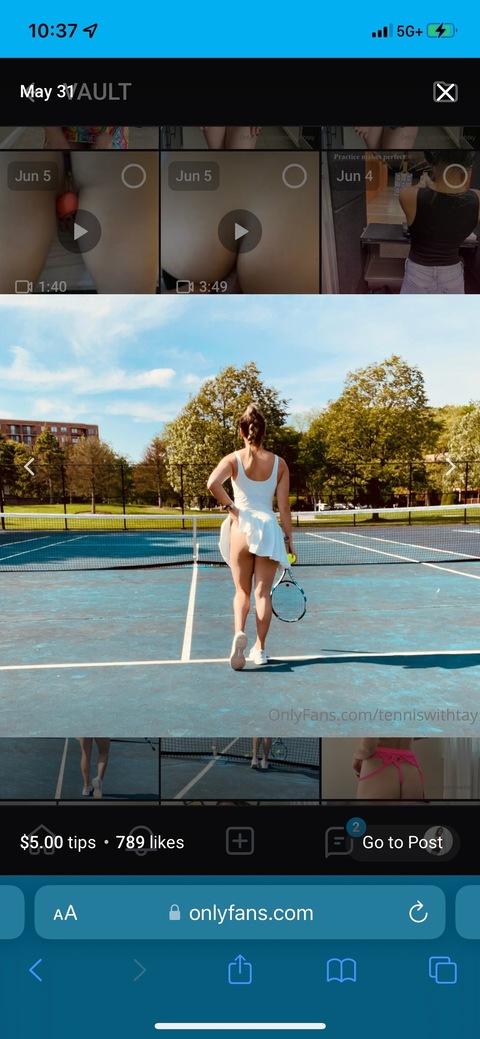 10:37
5G+
May 31
VAULT
Jun 5
Jun 5
Jun 4
Practice makes perfect
1:40
3:49
OnlyFans.com/tenniswithtay
2
$5.00 tips • 789 likes
Go to Post
AA
onlyfans.com